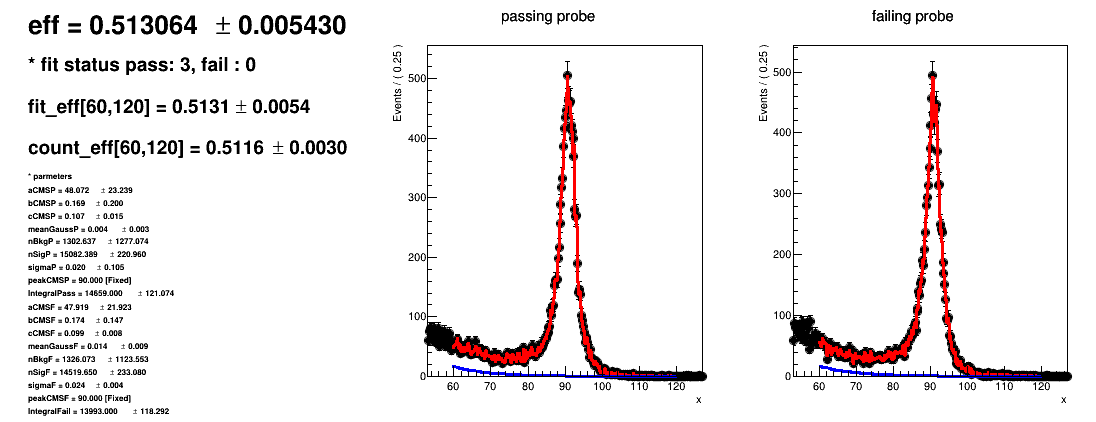 eff = 0.513064 ± 0.005430
* fit status pass: 3, fail : 0
fit_eff[60,120] = 0.5131 ± 0.0054
count_eff[60,120] = 0.5116 ± 0.0030
* parmeters
aCMSP = 48.072 ± 23.239
bCMSP = 0.169 ± 0.200
cCMSP = 0.107 ± 0.015
meanGaussP = 0.004 ± 0.003
nBkgP = 1302.637 ± 1277.074
nSigP = 15082.389 ± 220.960
sigmaP = 0.020 ± 0.105
peakCMSP = 90.000 [Fixed]
IntegralPass = 14659.000 ± 121.074
aCMSF = 47.919 ± 21.923
bCMSF = 0.174 ± 0.147
cCMSF = 0.099 ± 0.008
meanGaussF = 0.014 ± 0.009
nBkgF = 1326.073 ± 1123.553
nSigF = 14519.650 ± 233.080
sigmaF = 0.024 ± 0.004
peakCMSF = 90.000 [Fixed]
IntegralFail = 13993.000 ± 118.292
passing probe
Events / ( 0.25 )
500
400
300
200
100
0
60 70 80 90 100 110 120
x
failing probe
Events / ( 0.25 )
500
400
300
200
100
0
60 70 80 90 100 110 120
x